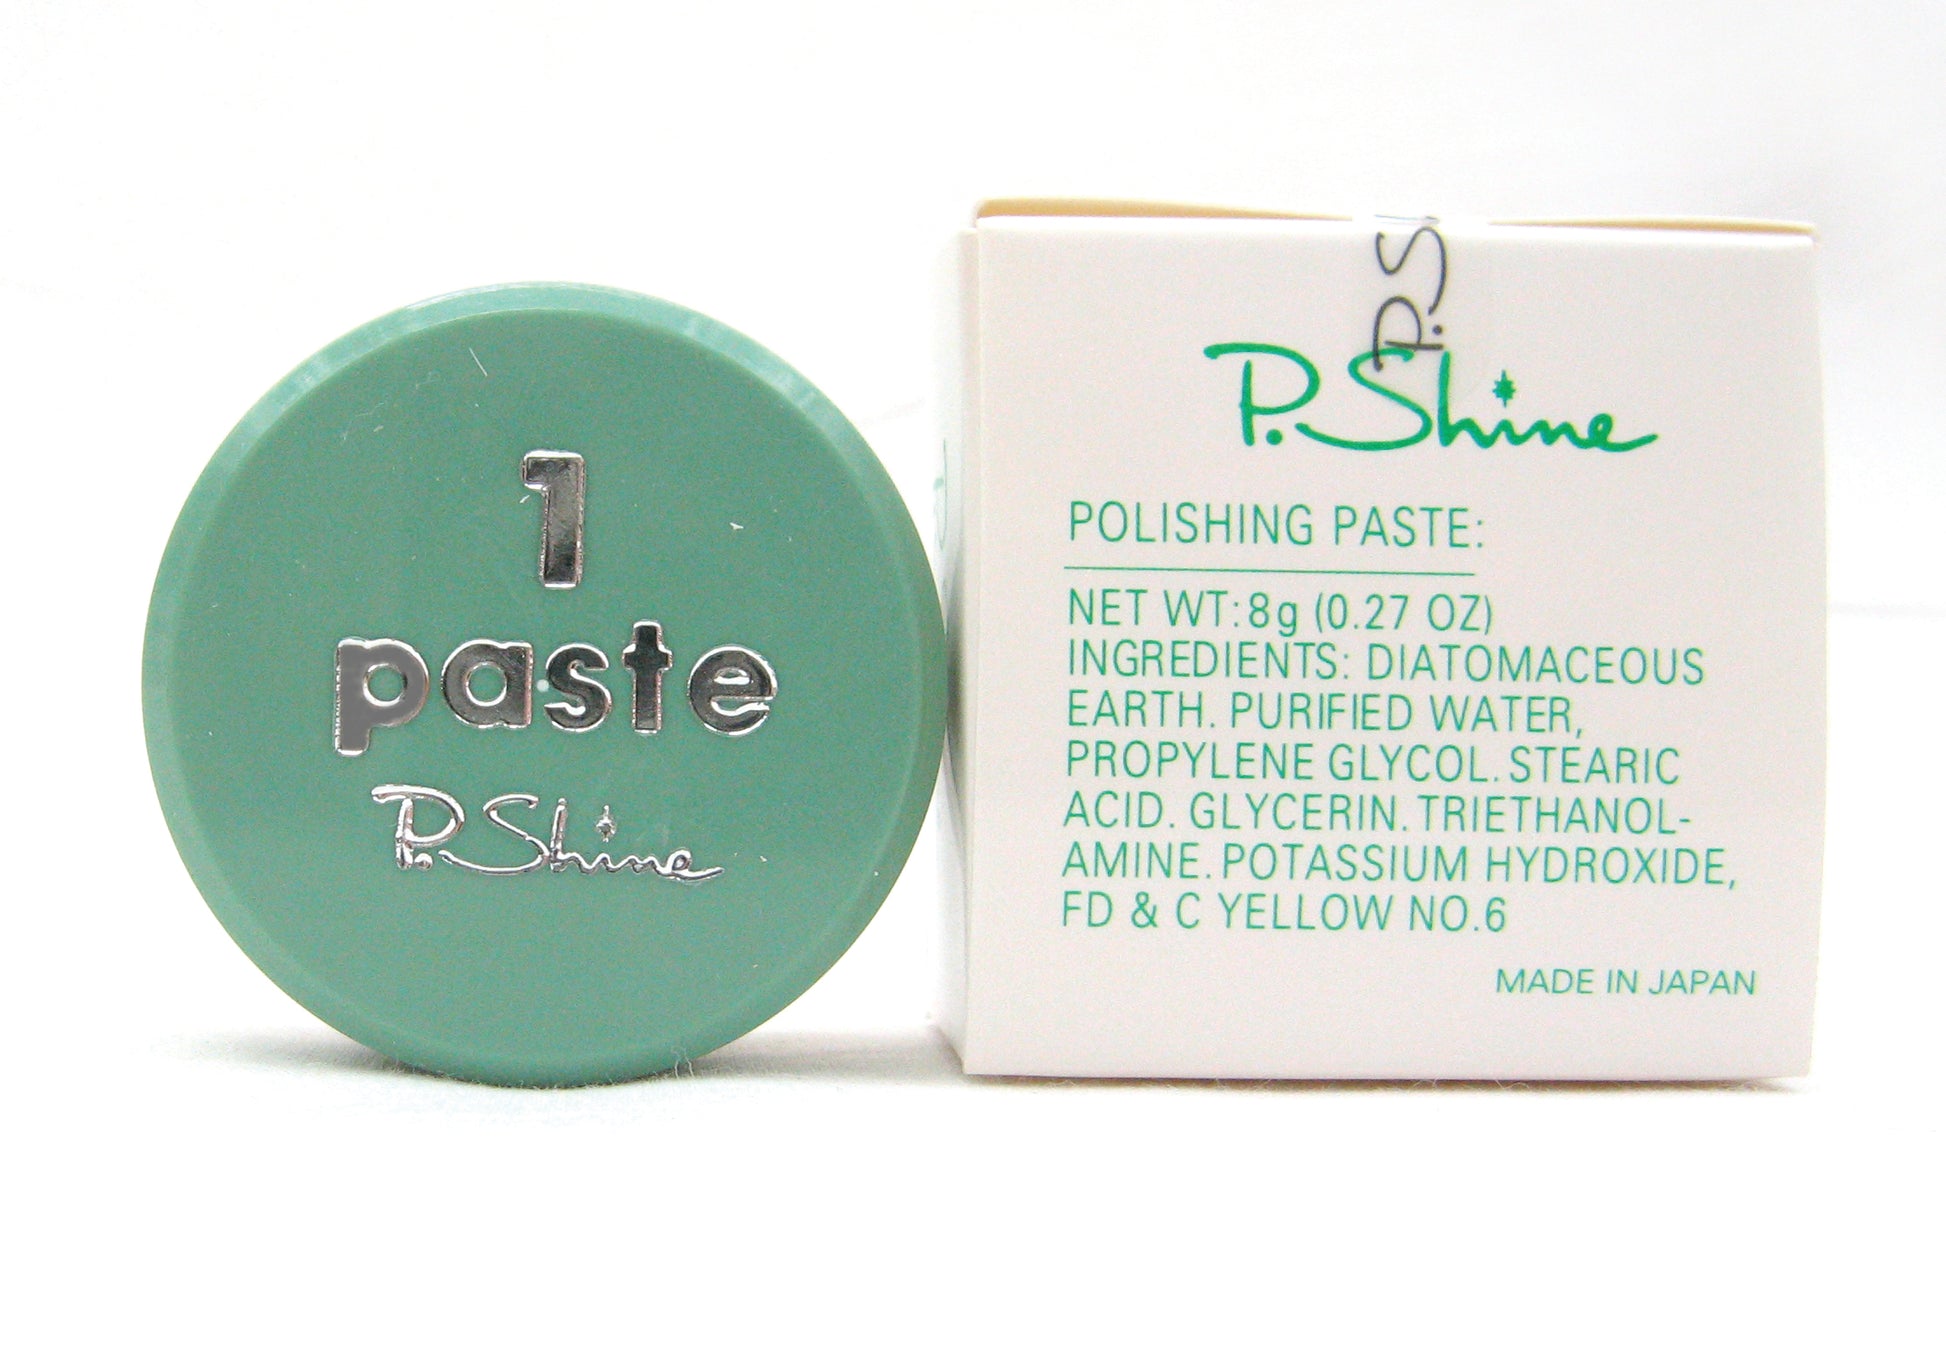 1
paste
P.Shine
P.S
P.Shine
POLISHING PASTE:
NET WT:8g (0.27 OZ)
INGREDIENTS: DIATOMACEOUS
EARTH. PURIFIED WATER,
PROPYLENE GLYCOL. STEARIC
ACID. GLYCERIN. TRIETHANOL-
AMINE. POTASSIUM HYDROXIDE,
FD & C YELLOW NO.6
MADE IN JAPAN